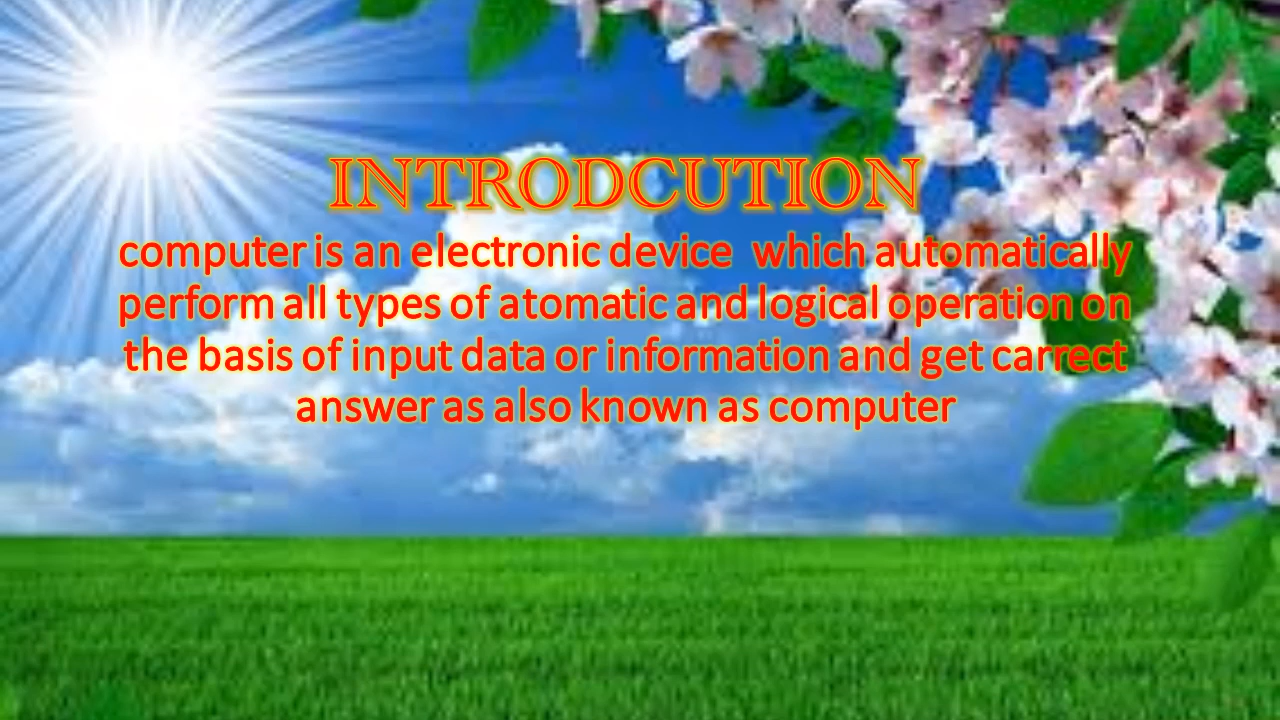 INTRODCUTION
computer is an electronic device  which automatically
perform all types of atomatic and logical operation on
the basis of input data or information and get carrect
answer as also known as computer